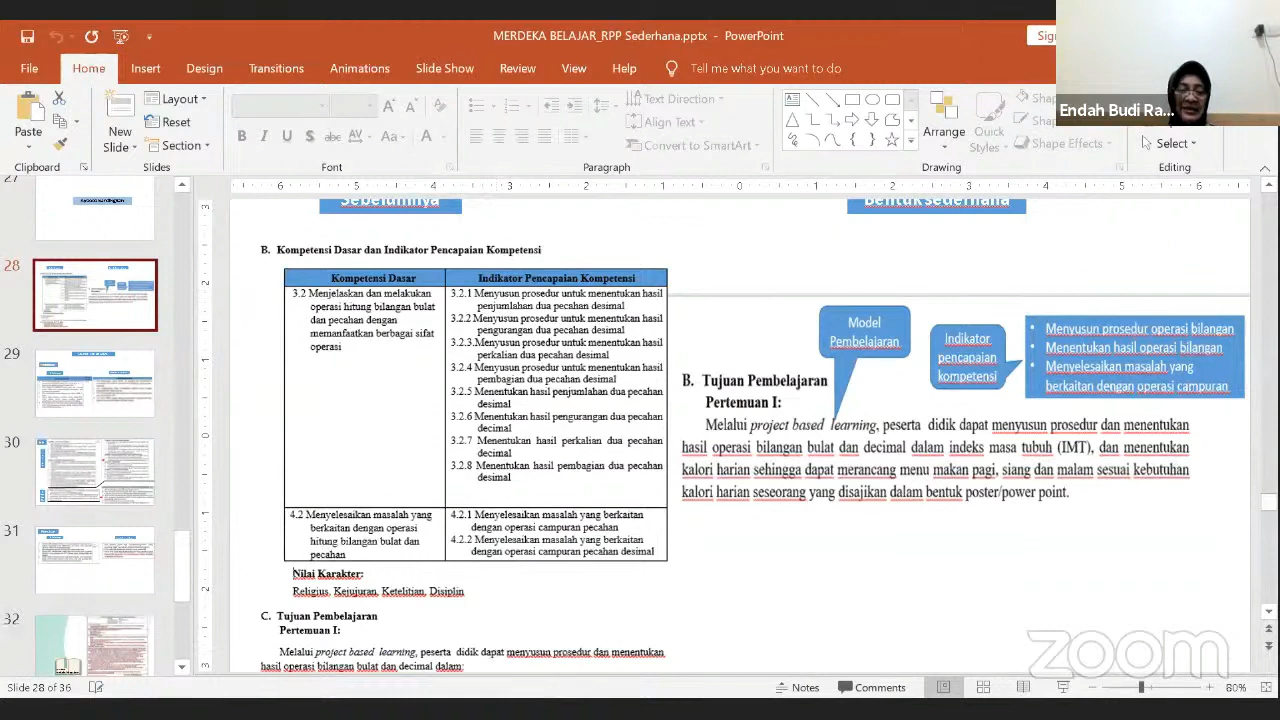 MERDEKA BELAJAR_RPP Sederhana.pptx - PowerPoint
Sign
File Home Insert Design Transitions Animations Slide Show Review View Help Tell me what you want to do
Endah Budi Ra...
Paste
New
Slide
Layout
Reset
Section
B I U S abc AV Aa A
Text Direction
Align Text
Convert to SmartArt
Arrange
Quick
Styles
Shape Effects
Select
Clipboard Slides Font Paragraph Drawing Editing
27
28
29
30
31
32
Sebelumnya
Bentuk sederhana
B. Kompetensi Dasar dan Indikator Pencapaian Kompetensi
Kompetensi Dasar
3.2 Menjelaskan dan melakukan
operasi hitung bilangan bulat
dan pecahan dengan
memanfaatkan berbagai sifat
operasi
Indikator Pencapaian Kompetensi
3.2.1 Menyusun prosedur untuk menentukan hasil
penjumlahan dua pecahan desimal
3.2.2 Menyusun prosedur untuk menentukan hasil
pengurangan dua pecahan desimal
3.2.3. Menyusun prosedur untuk menentukan hasil
perkalian dua pecahan desimal
3.2.4 Menyusun prosedur untuk menentukan hasil
pembagian dua pecahan desimal
3.2.5 Menentukan hasil penjumlahan dua pecahan
desimal
3.2.6 Menentukan hasil pengurangan dua pecahan
decimal
3.2.7 Menentukan hasil perkalian dua pecahan
decimal
3.2.8 Menentukan hasil pembagian dua pecahan
desimal
4.2 Menyelesaikan masalah yang
berkaitan dengan operasi
hitung bilangan bulat dan
pecahan
4.2.1 Menyelesaikan masalah yang berkaitan
dengan operasi campuran pecahan
4.2.2 Menyelesaikan masalah yang berkaitan
dengan operasi campuran pecahan desimal
Nilai Karakter:
Religius, Kejujuran, Ketelitian, Disiplin
C. Tujuan Pembelajaran
Pertemuan I:
Melalui project based learning, peserta didik dapat menyusun prosedur dan menentukan
hasil operasi bilangan bulat dan decimal dalam:
Model
Pembelajaran
Indikator
pencapaian
kompetensi
• Menyusun prosedur operasi bilangan
• Menentukan hasil operasi bilangan
• Menyelesaikan masalah yang
berkaitan dengan operasi campuran
B. Tujuan Pembelajaran
Pertemuan I:
Melalui project based learning, peserta didik dapat menyusun prosedur dan menentukan
hasil operasi bilangan bulat dan decimal dalam indeks masa tubuh (IMT), dan menentukan
kalori harian sehingga dapat merancang menu makan pagi, siang dan malam sesuai kebutuhan
kalori harian seseorang yang disajikan dalam bentuk poster/power point.
zoom
Slide 28 of 36
Notes
Comments
60%